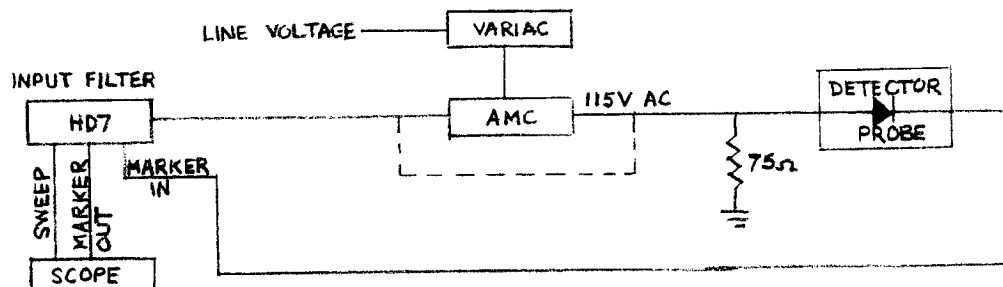 LINE VOLTAGE
VARIAC
INPUT FILTER
HD7
AMC
115V AC
DETECTOR
PROBE
75Ω
MARKER
IN
SWEEP
MARKER
OUT
SCOPE